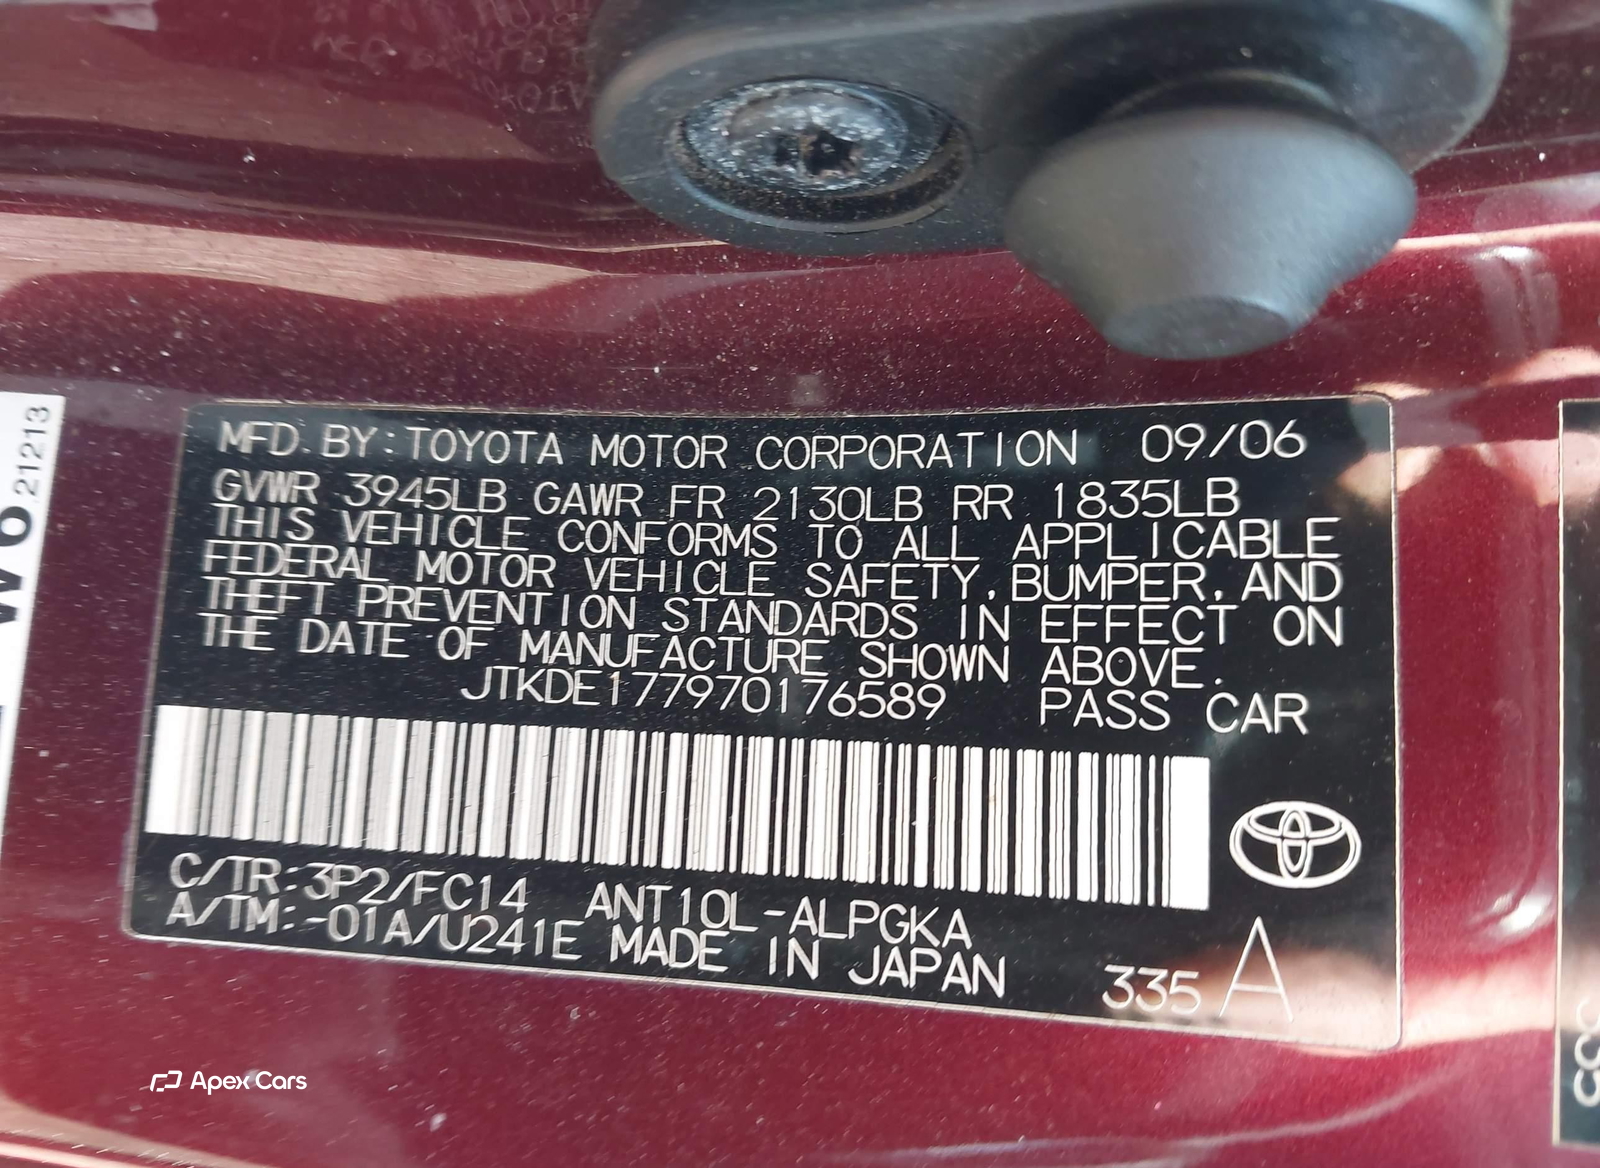 MFD. BY: TOYOTA MOTOR CORPORATION 09/06
GVWR 3945LB GAWR FR 2130LB RR 1835LB
THIS VEHICLE CONFORMS TO ALL APPLICABLE
FEDERAL MOTOR VEHICLE SAFETY, BUMPER, AND
THEFT PREVENTION STANDARDS IN EFFECT ON
THE DATE OF MANUFACTURE SHOWN ABOVE.
JTKDE177970176589 PASS CAR
C/TR: 3P2/FC14 ANT10L-ALPGKA
A/TM: -01A/U241E MADE IN JAPAN
335 A
21213
Apex Cars